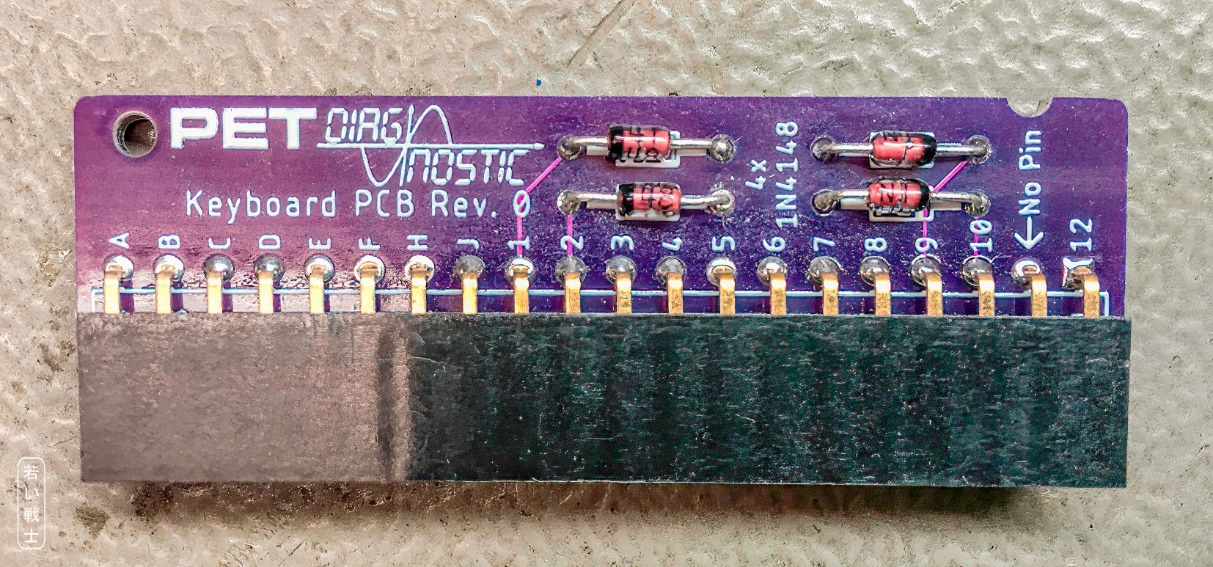 PET DIAGNOSTIC
Keyboard PCB Rev. 0
4x
1N4148
←No Pin
A B C D E F H J 1 2 3 4 5 6 7 8 9 10 12
若い戦士